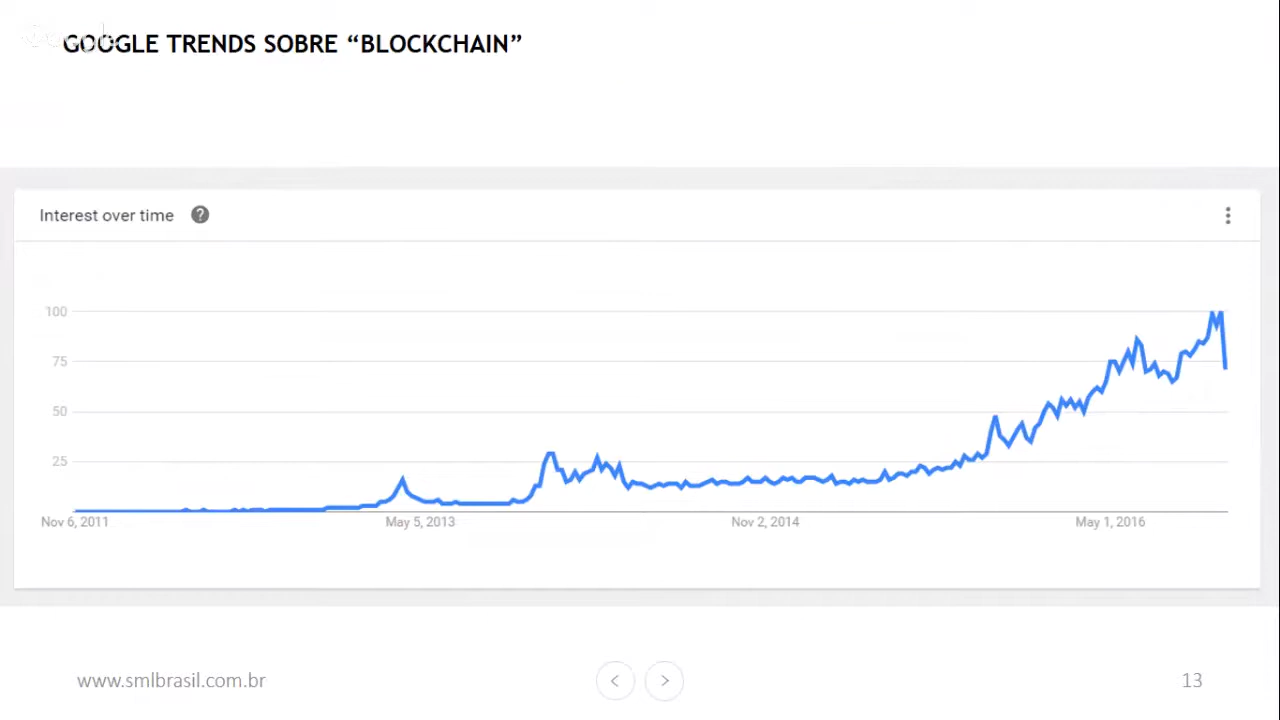 Google
GOOGLE TRENDS SOBRE “BLOCKCHAIN”
Interest over time ?
100
75
50
25
Nov 6, 2011 May 5, 2013 Nov 2, 2014 May 1, 2016
www.smlbrasil.com.br < > 13